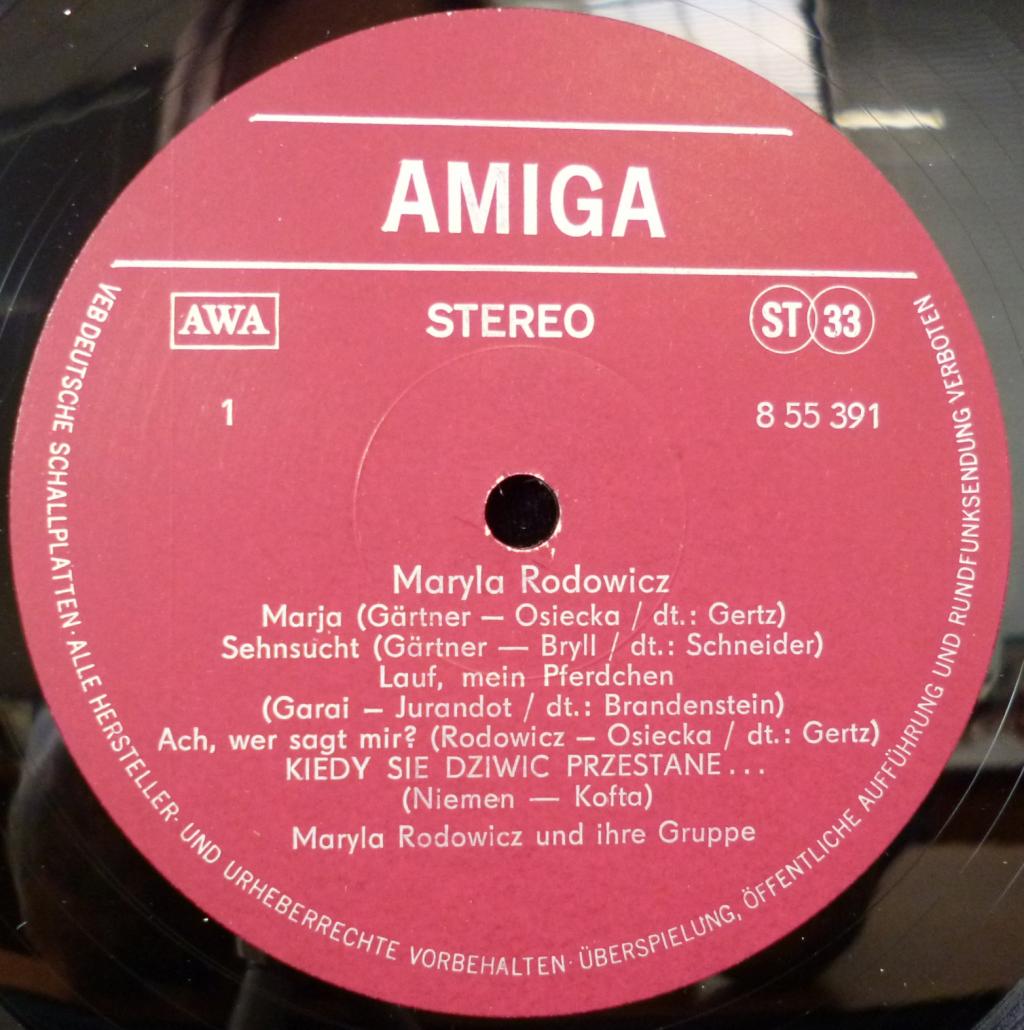 AMIGA
AWA
STEREO
ST 33
1
8 55 391
Maryla Rodowicz
Marja (Gärtner — Osiecka / dt.: Gertz)
Sehnsucht (Gärtner — Bryll / dt.: Schneider)
Lauf, mein Pferdchen
(Garai — Jurandot / dt.: Brandenstein)
Ach, wer sagt mir? (Rodowicz — Osiecka / dt.: Gertz)
KIEDY SIE DZIWIC PRZESTANE...
(Niemen — Kofta)
Maryla Rodowicz und ihre Gruppe
VEB DEUTSCHE SCHALLPLATTEN · ALLE HERSTELLER- UND URHEBERRECHTE VORBEHALTEN · ÜBERSPIELUNG, ÖFFENTLICHE AUFFÜHRUNG UND RUNDFUNKSENDUNG VERBOTEN